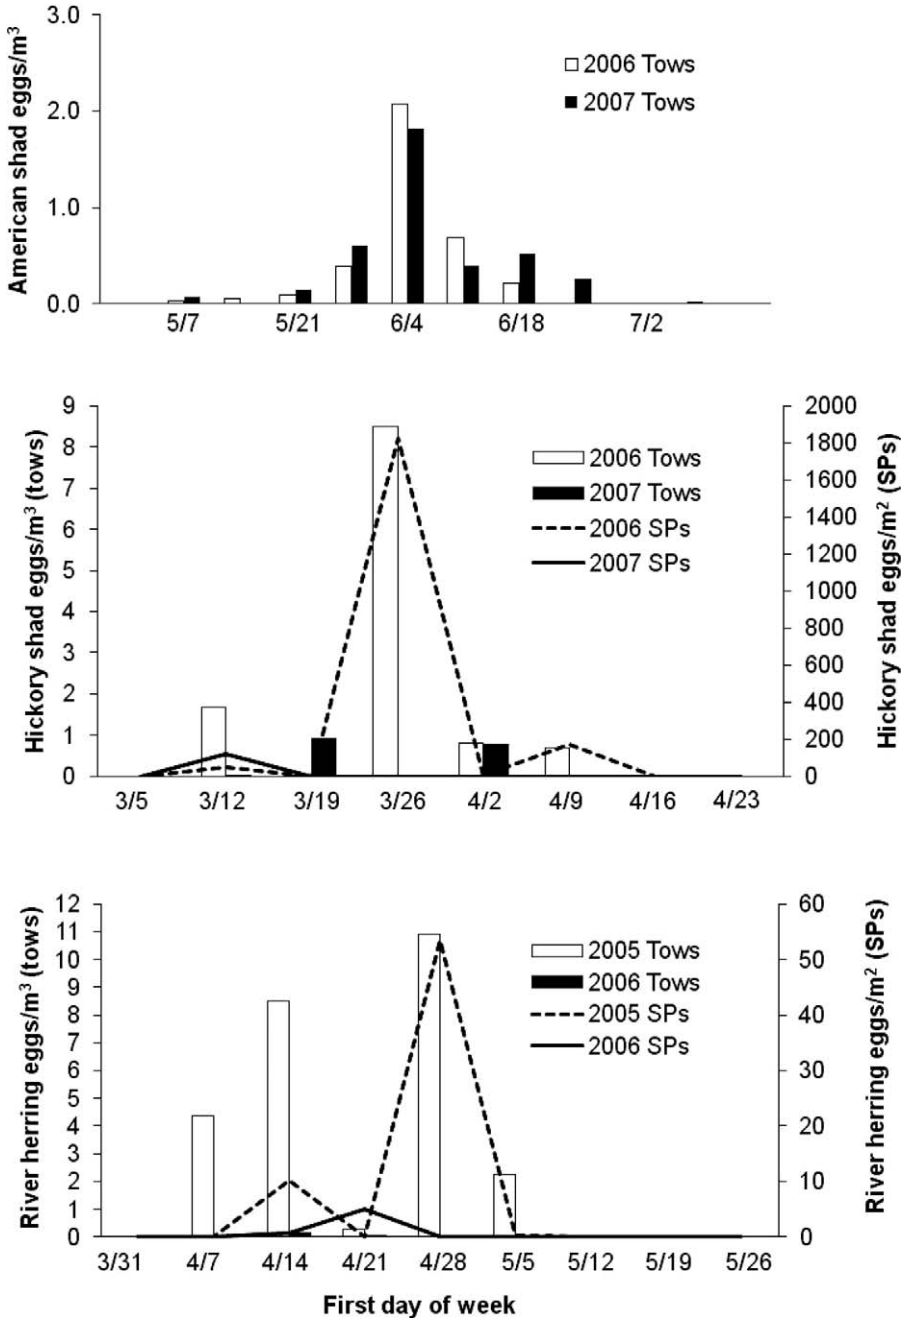 American shad eggs/m³
3.0
2.0
1.0
0.0
2006 Tows
2007 Tows
5/7 5/21 6/4 6/18 7/2
Hickory shad eggs/m³ (tows)
9
8
7
6
5
4
3
2
1
0
2006 Tows
2007 Tows
2006 SPs
2007 SPs
2000
1800
1600
1400
1200
1000
800
600
400
200
0
Hickory shad eggs/m² (SPs)
3/5 3/12 3/19 3/26 4/2 4/9 4/16 4/23
River herring eggs/m³ (tows)
12
11
10
9
8
7
6
5
4
3
2
1
0
2005 Tows
2006 Tows
2005 SPs
2006 SPs
60
50
40
30
20
10
0
River herring eggs/m² (SPs)
3/31 4/7 4/14 4/21 4/28 5/5 5/12 5/19 5/26
First day of week